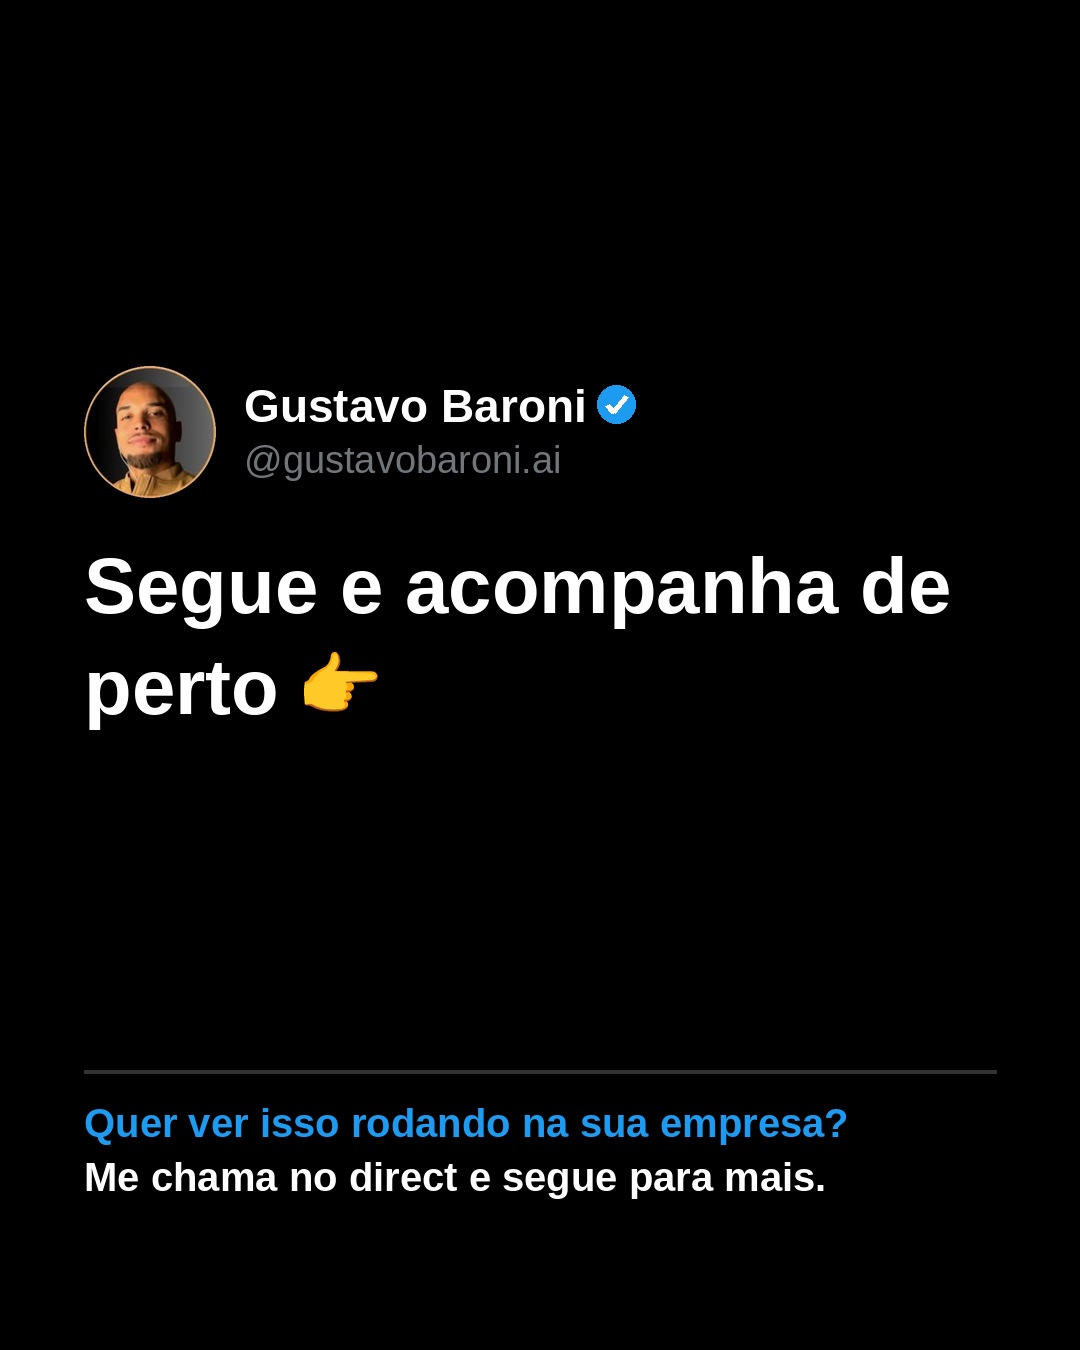 Gustavo Baroni
@gustavobaroni.ai
Segue e acompanha de
perto 👉
Quer ver isso rodando na sua empresa?
Me chama no direct e segue para mais.